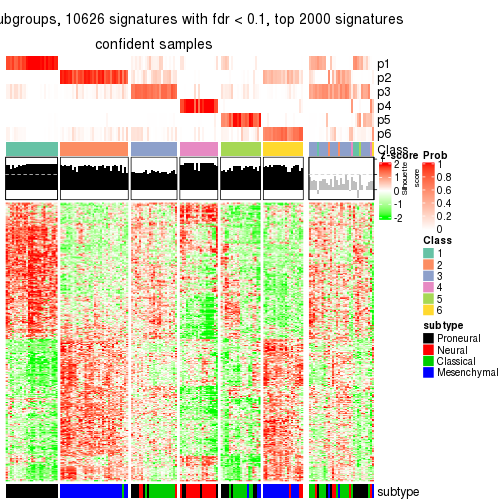 ubgroups, 10626 signatures with fdr < 0.1, top 2000 signatures
confident samples
p1
p2
p3
p4
p5
p6
Class
z-score
2
1
0
-1
-2
Silhouette
score
Prob
1
0.8
0.6
0.4
0.2
0
Class
1
2
3
4
5
6
subtype
Proneural
Neural
Classical
Mesenchymal
subtype